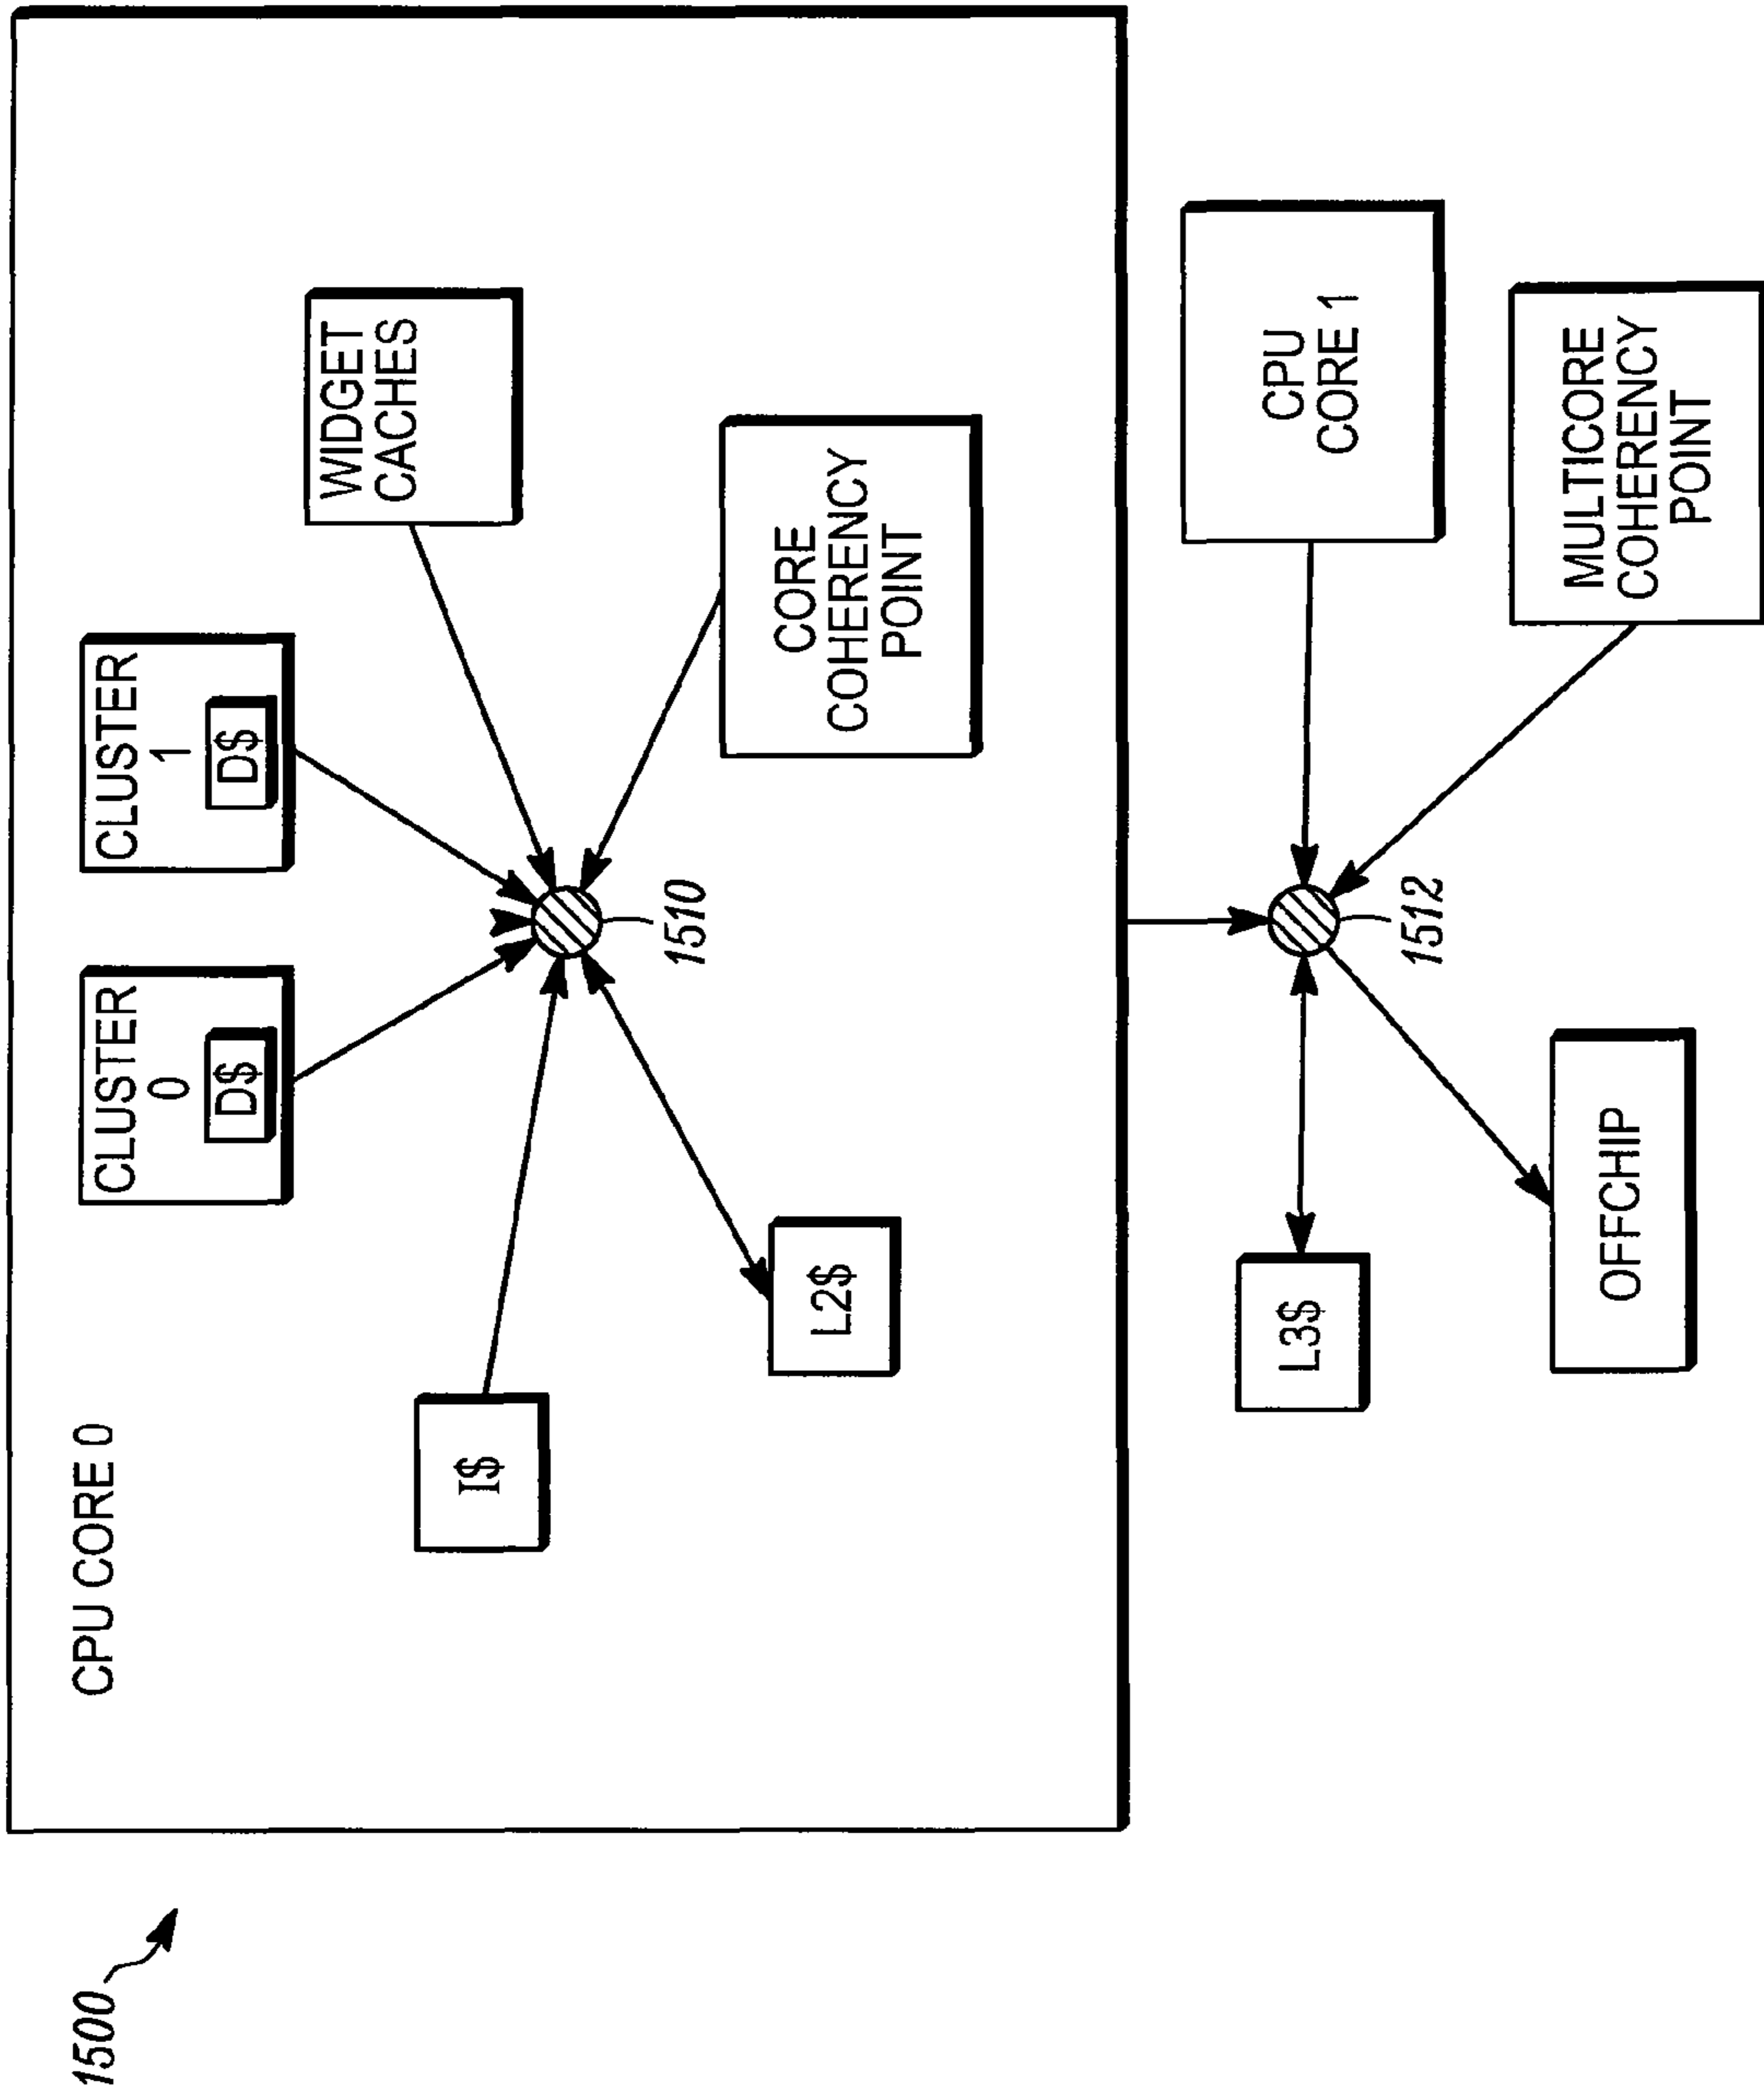 1500
CPU CORE 0
CLUSTER
0
D$
CLUSTER
1
D$
WIDGET
CACHES
I$
1510
L2$
CORE
COHERENCY
POINT
CPU
CORE 1
L3$
1512
OFFCHIP
MULTICORE
COHERENCY
POINT